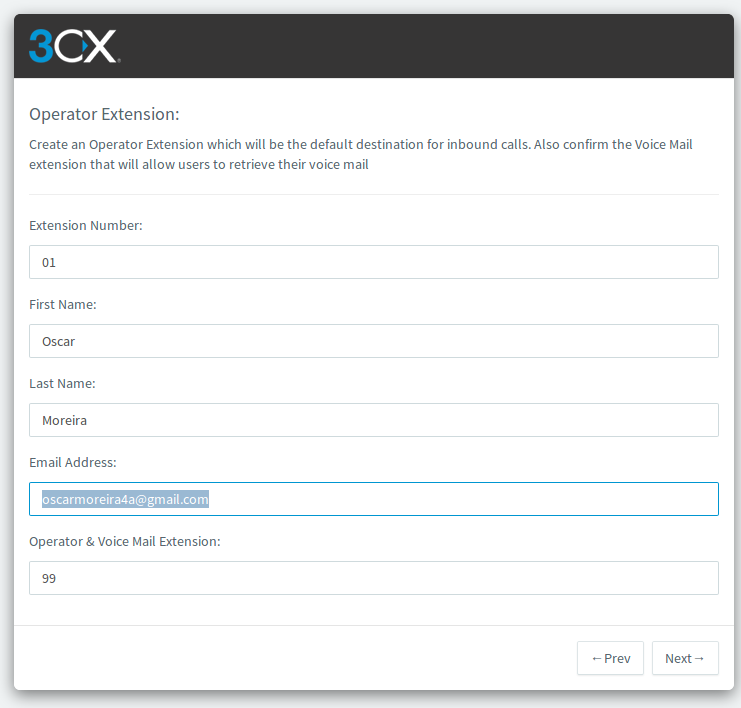 3CX
Operator Extension:
Create an Operator Extension which will be the default destination for inbound calls. Also confirm the Voice Mail
extension that will allow users to retrieve their voice mail
Extension Number:
01
First Name:
Oscar
Last Name:
Moreira
Email Address:
oscarmoreira4a@gmail.com
Operator & Voice Mail Extension:
99
←Prev Next→